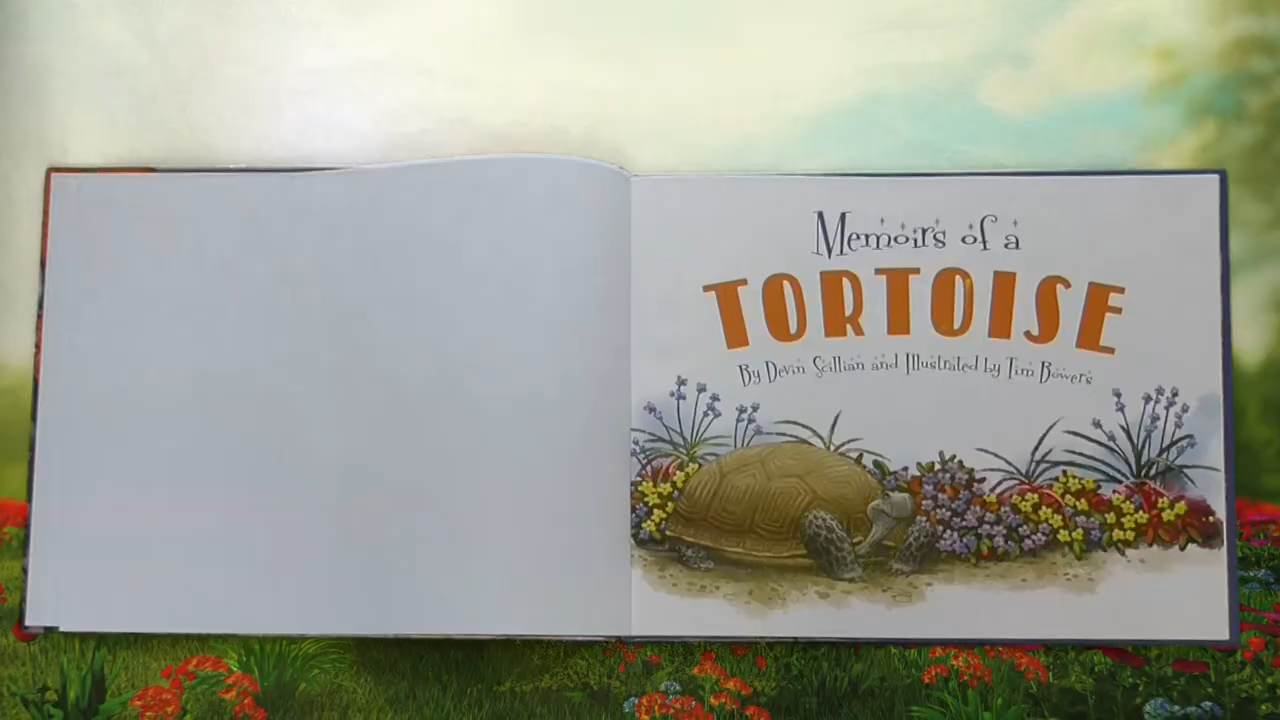 Memoirs of a
TORTOISE
By Devin Scillian and Illustrated by Tim Bowers